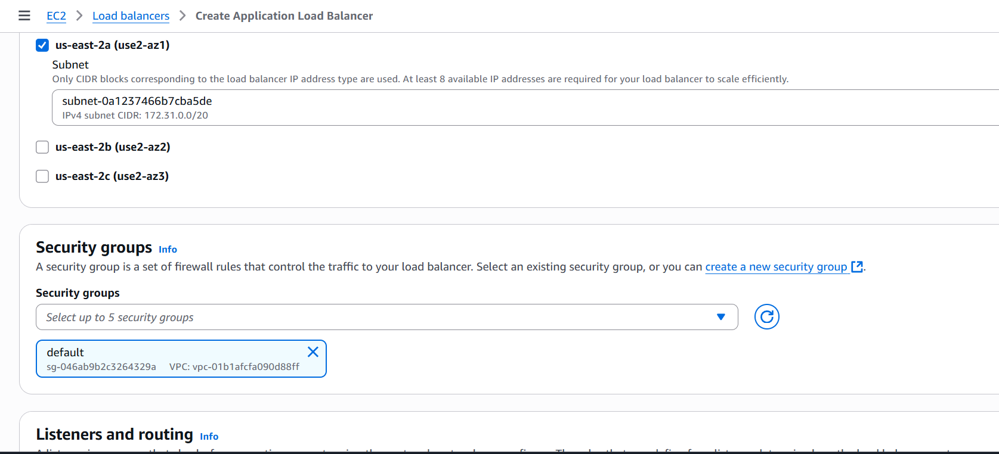 EC2 > Load balancers > Create Application Load Balancer
us-east-2a (use2-az1)
Subnet
Only CIDR blocks corresponding to the load balancer IP address type are used. At least 8 available IP addresses are required for your load balancer to scale efficiently.
subnet-0a1237466b7cba5de
IPv4 subnet CIDR: 172.31.0.0/20
us-east-2b (use2-az2)
us-east-2c (use2-az3)
Security groups Info
A security group is a set of firewall rules that control the traffic to your load balancer. Select an existing security group, or you can create a new security group.
Security groups
Select up to 5 security groups
default
sg-046ab9b2c3264329a VPC: vpc-01b1afcfa090d88ff
Listeners and routing Info